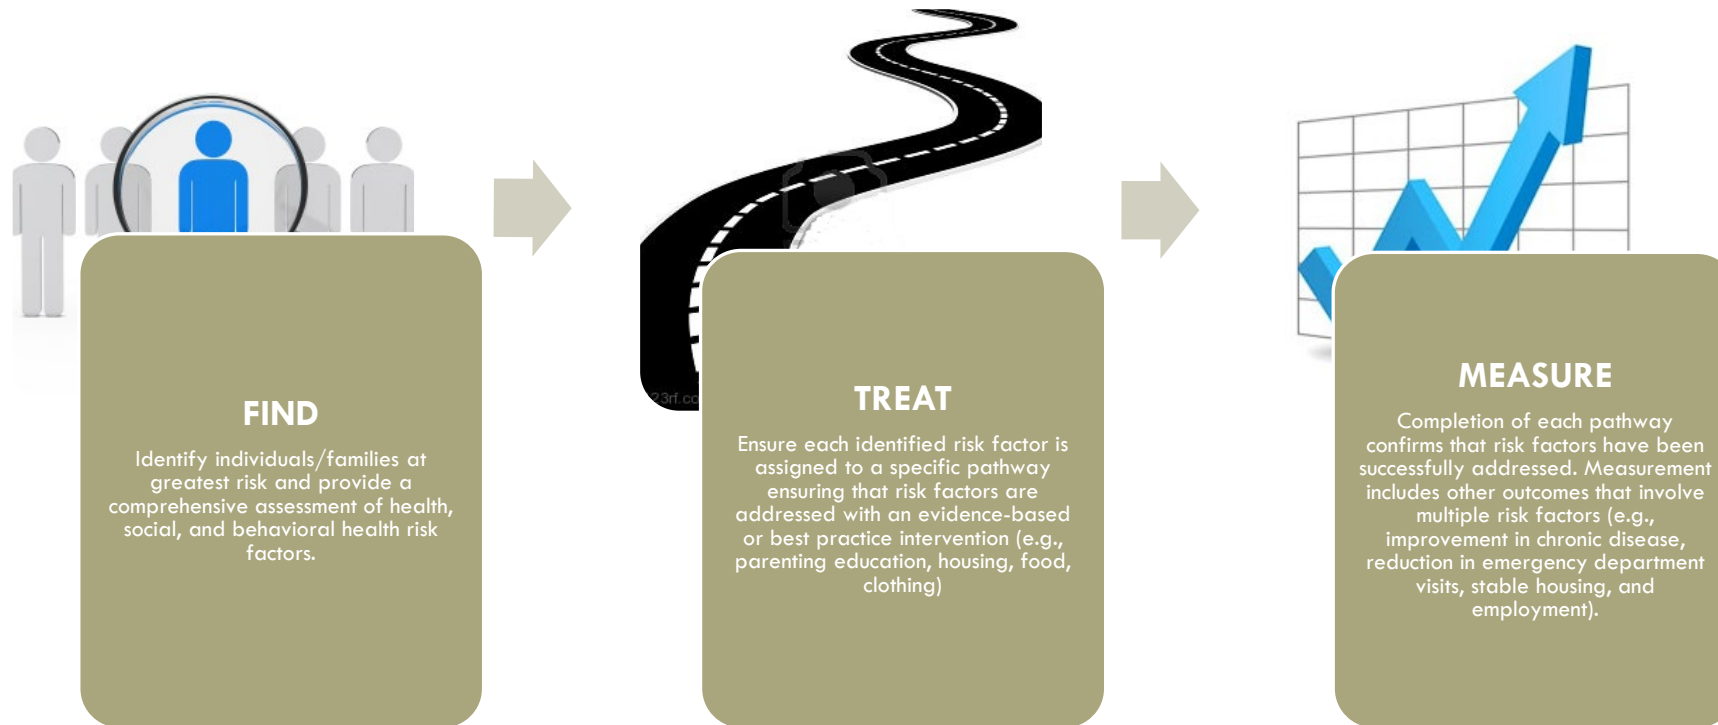 FIND
Identify individuals/families at
greatest risk and provide a
comprehensive assessment of health,
social, and behavioral health risk
factors.
23rf.co
TREAT
Ensure each identified risk factor is
assigned to a specific pathway
ensuring that risk factors are
addressed with an evidence-based
or best practice intervention (e.g.,
parenting education, housing, food,
clothing)
MEASURE
Completion of each pathway
confirms that risk factors have been
successfully addressed. Measurement
includes other outcomes that involve
multiple risk factors (e.g.,
improvement in chronic disease,
reduction in emergency department
visits, stable housing, and
employment).